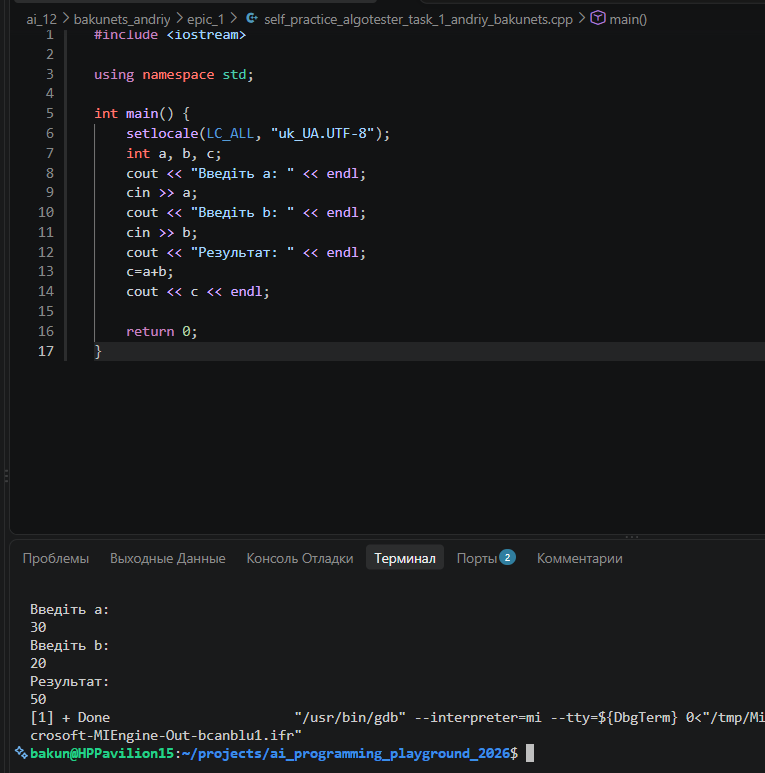 ai_12 > bakunets_andriy > epic_1 > self_practice_algotester_task_1_andriy_bakunets.cpp > main()
1 #include <iostream>
2
3 using namespace std;
4
5 int main() {
6 setlocale(LC_ALL, "uk_UA.UTF-8");
7 int a, b, c;
8 cout << "Введіть a: " << endl;
9 cin >> a;
10 cout << "Введіть b: " << endl;
11 cin >> b;
12 cout << "Результат: " << endl;
13 c=a+b;
14 cout << c << endl;
15
16 return 0;
17 }
Проблемы Выходные Данные Консоль Отладки Терминал Порты 2 Комментарии
Введіть a:
30
Введіть b:
20
Результат:
50
[1] + Done "/usr/bin/gdb" --interpreter=mi --tty=${DbgTerm} 0<"/tmp/Mi
crosoft-MIEngine-Out-bcanblu1.ifr"
bakun@HPPavilion15:~/projects/ai_programming_playground_2026$